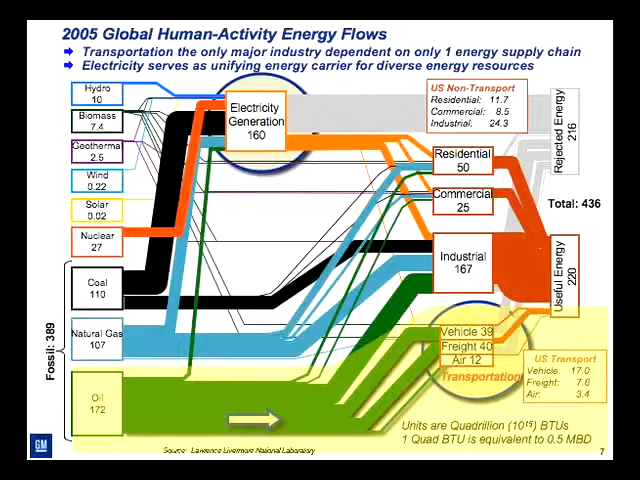 2005 Global Human-Activity Energy Flows
Transportation the only major industry dependent on only 1 energy supply chain
Electricity serves as unifying energy carrier for diverse energy resources
Hydro
10
Biomass
7.4
Geothermal
2.5
Wind
0.22
Solar
0.02
Nuclear
27
Coal
110
Natural Gas
107
Oil
172
Fossil: 389
Electricity
Generation
160
US Non-Transport
Residential: 11.7
Commercial: 8.5
Industrial: 24.3
Residential
50
Commercial
25
Industrial
167
Vehicle 39
Freight 40
Air 12
Transportation
Rejected Energy
216
Total: 436
Useful Energy
220
US Transport
Vehicle: 17.0
Freight: 7.6
Air: 3.4
Units are Quadrillion (10¹⁵) BTUs
1 Quad BTU is equivalent to 0.5 MBD
GM
Source: Lawrence Livermore National Laboratory
7